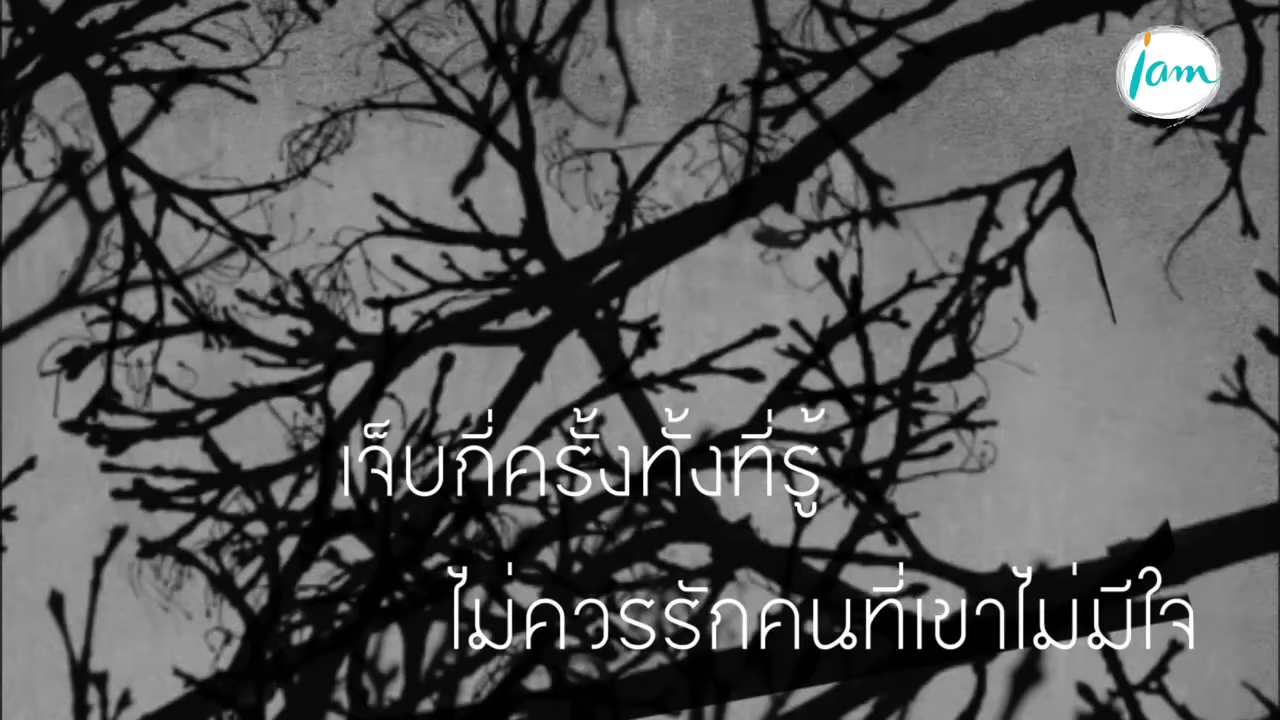 iam
เจ็บกี่ครั้งทั้งที่รู้
ไม่ควรรักคนที่เขาไม่มีใจ